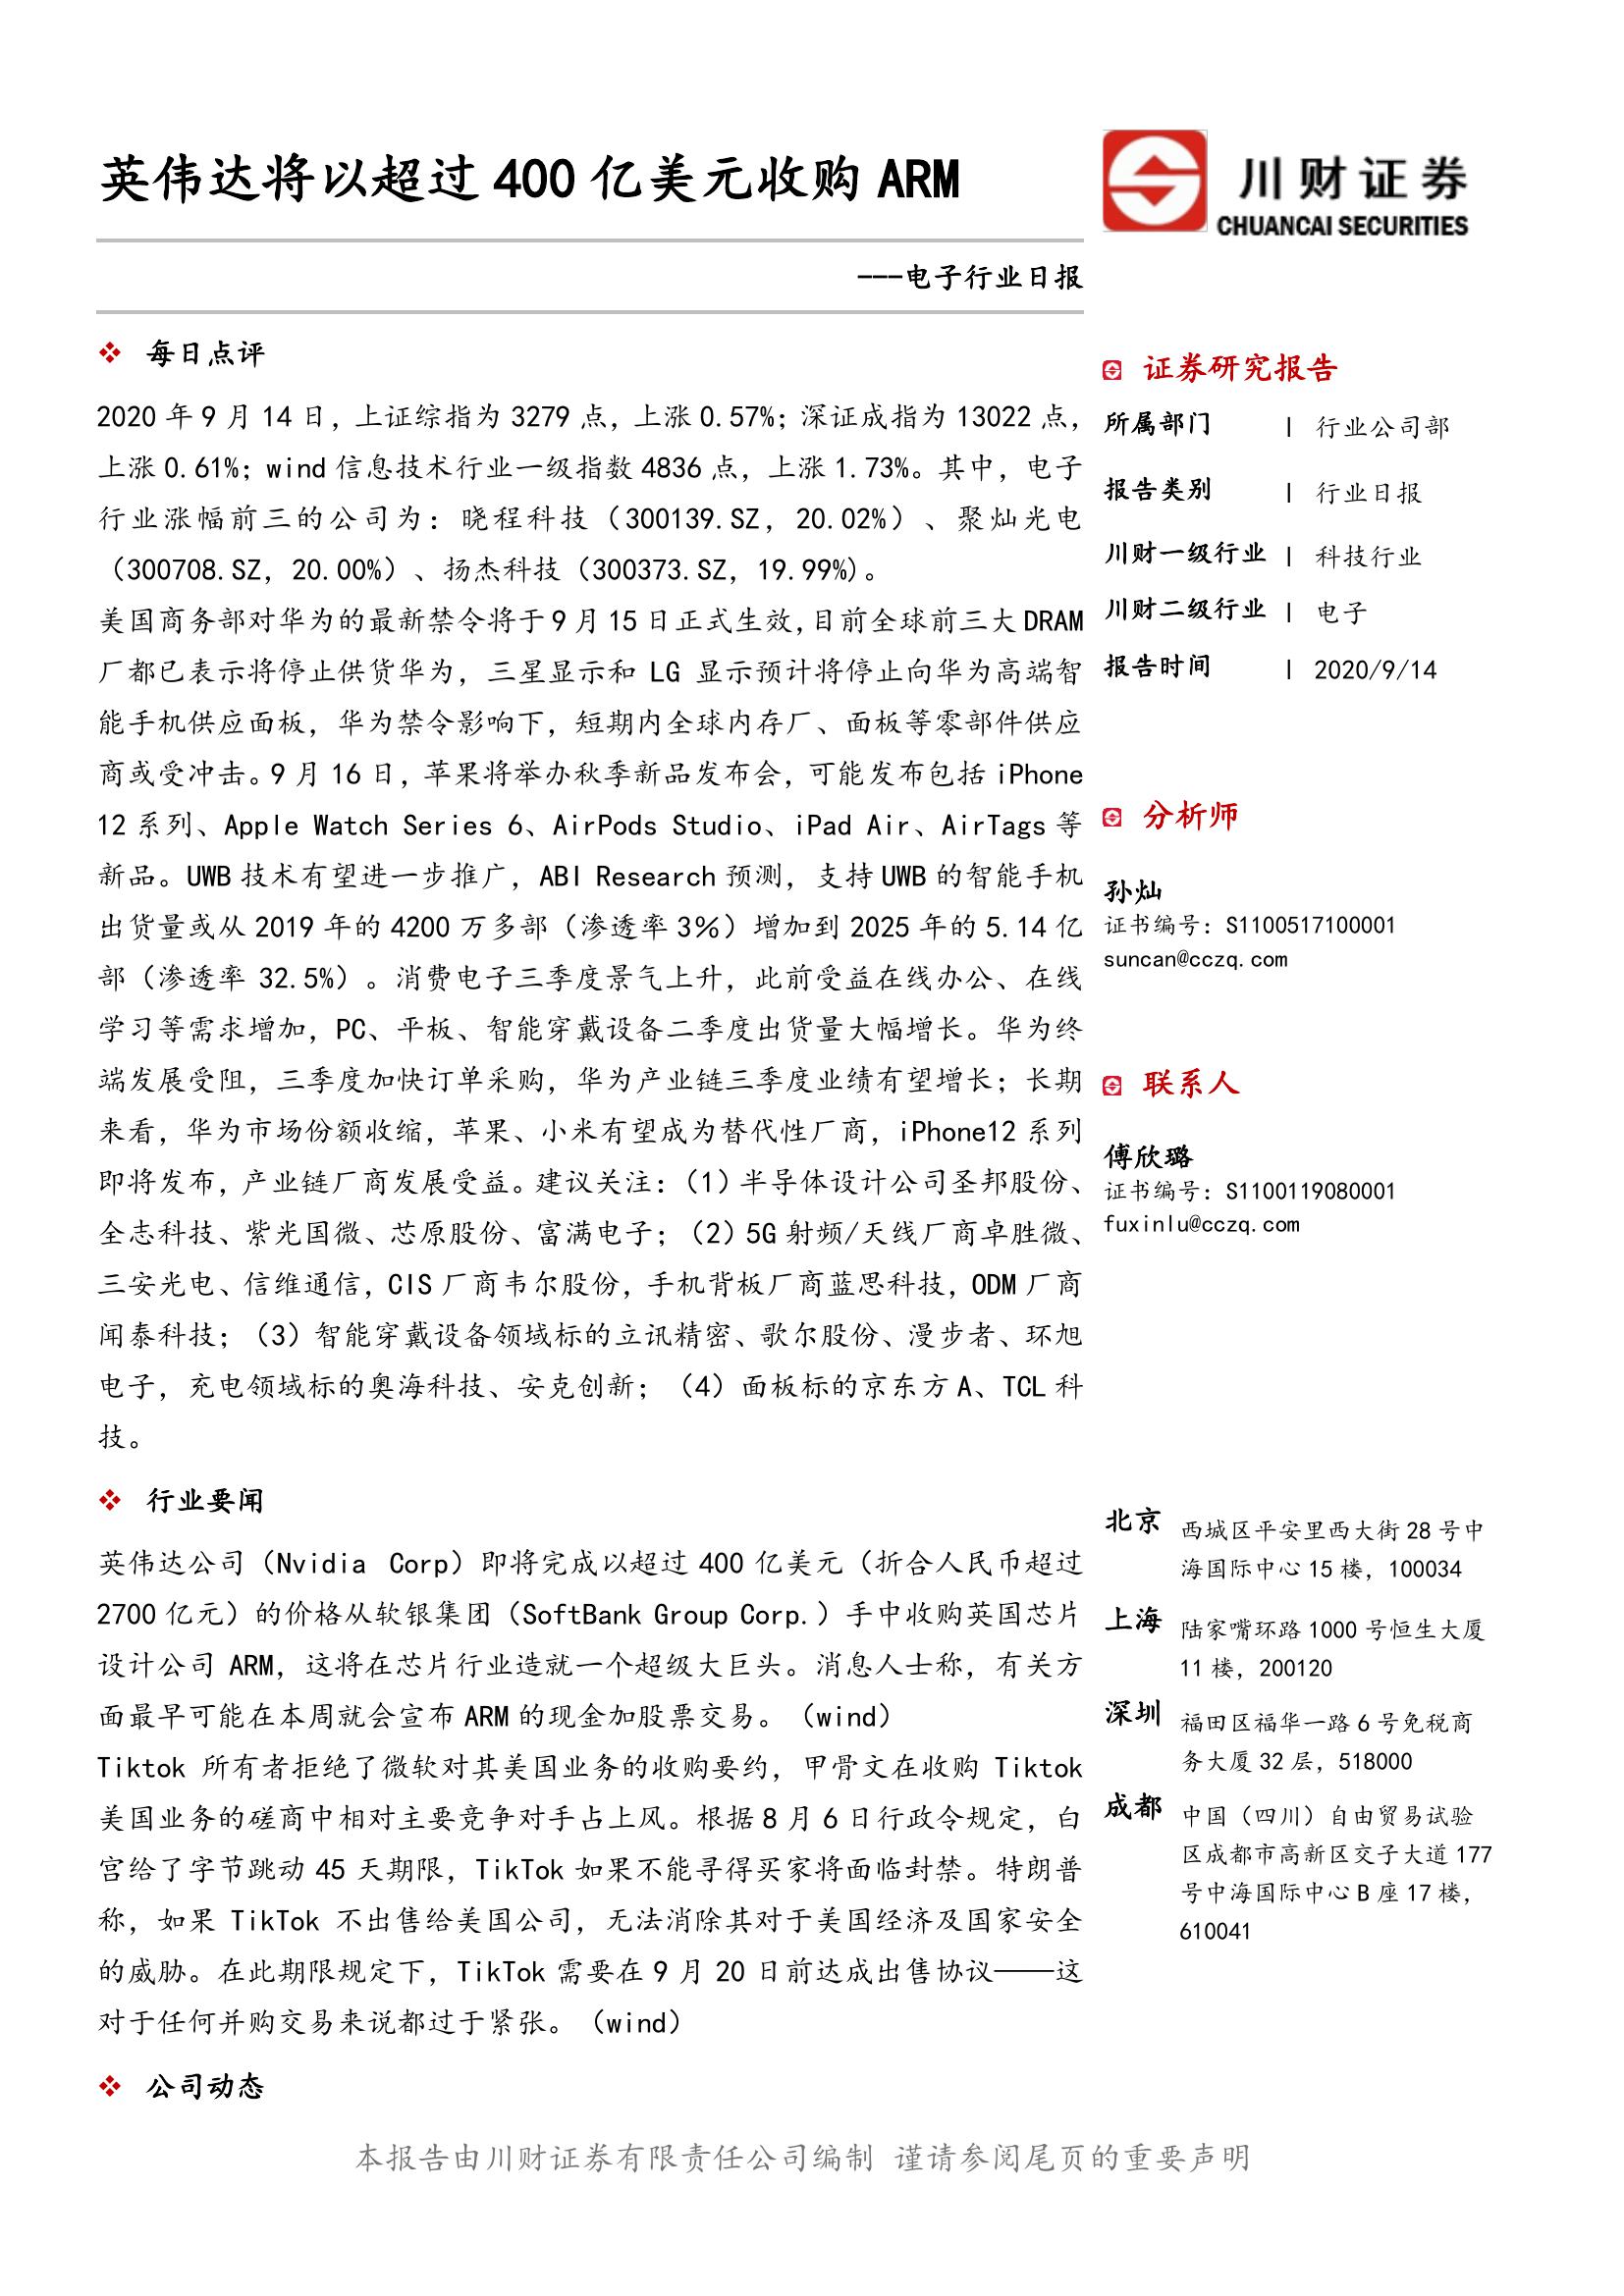 英伟达将以超过 400 亿美元收购 ARM
川财证券
CHUANCAI SECURITIES
---电子行业日报
❖ 每日点评
2020 年 9 月 14 日，上证综指为 3279 点，上涨 0.57%；深证成指为 13022 点，
上涨 0.61%；wind 信息技术行业一级指数 4836 点，上涨 1.73%。其中，电子
行业涨幅前三的公司为：晓程科技（300139.SZ，20.02%）、聚灿光电
（300708.SZ，20.00%）、扬杰科技（300373.SZ，19.99%）。
美国商务部对华为的最新禁令将于 9 月 15 日正式生效，目前全球前三大 DRAM
厂都已表示将停止供货华为，三星显示和 LG 显示预计将停止向华为高端智
能手机供应面板，华为禁令影响下，短期内全球内存厂、面板等零部件供应
商或受冲击。9 月 16 日，苹果将举办秋季新品发布会，可能发布包括 iPhone
12 系列、Apple Watch Series 6、AirPods Studio、iPad Air、AirTags 等
新品。UWB 技术有望进一步推广，ABI Research 预测，支持 UWB 的智能手机
出货量或从 2019 年的 4200 万多部（渗透率 3%）增加到 2025 年的 5.14 亿
部（渗透率 32.5%）。消费电子三季度景气上升，此前受益在线办公、在线
学习等需求增加，PC、平板、智能穿戴设备二季度出货量大幅增长。华为终
端发展受阻，三季度加快订单采购，华为产业链三季度业绩有望增长；长期
来看，华为市场份额收缩，苹果、小米有望成为替代性厂商，iPhone12 系列
即将发布，产业链厂商发展受益。建议关注：（1）半导体设计公司圣邦股份、
全志科技、紫光国微、芯原股份、富满电子；（2）5G 射频/天线厂商卓胜微、
三安光电、信维通信，CIS 厂商韦尔股份，手机背板厂商蓝思科技，ODM 厂商
闻泰科技；（3）智能穿戴设备领域标的立讯精密、歌尔股份、漫步者、环旭
电子，充电领域标的奥海科技、安克创新；（4）面板标的京东方 A、TCL 科
技。
❖ 行业要闻
英伟达公司（Nvidia Corp）即将完成以超过 400 亿美元（折合人民币超过
2700 亿元）的价格从软银集团（SoftBank Group Corp.）手中收购英国芯片
设计公司 ARM，这将在芯片行业造就一个超级大巨头。消息人士称，有关方
面最早可能在本周就会宣布 ARM 的现金加股票交易。（wind）
Tiktok 所有者拒绝了微软对其美国业务的收购要约，甲骨文在收购 Tiktok
美国业务的磋商中相对主要竞争对手占上风。根据 8 月 6 日行政令规定，白
宫给了字节跳动 45 天期限，TikTok 如果不能寻得买家将面临封禁。特朗普
称，如果 TikTok 不出售给美国公司，无法消除其对于美国经济及国家安全
的威胁。在此期限规定下，TikTok 需要在 9 月 20 日前达成出售协议——这
对于任何并购交易来说都过于紧张。（wind）
❖ 公司动态
证券研究报告
所属部门 | 行业公司部
报告类别 | 行业日报
川财一级行业 | 科技行业
川财二级行业 | 电子
报告时间 | 2020/9/14
分析师
孙灿
证书编号：S1100517100001
suncan@cczq.com
联系人
傅欣璐
证书编号：S1100119080001
fuxinlu@cczq.com
北京 西城区平安里西大街 28 号中
海国际中心 15 楼，100034
上海 陆家嘴环路 1000 号恒生大厦
11 楼，200120
深圳 福田区福华一路 6 号免税商
务大厦 32 层，518000
成都 中国（四川）自由贸易试验
区成都市高新区交子大道 177
号中海国际中心 B 座 17 楼，
610041
本报告由川财证券有限责任公司编制 谨请参阅尾页的重要声明